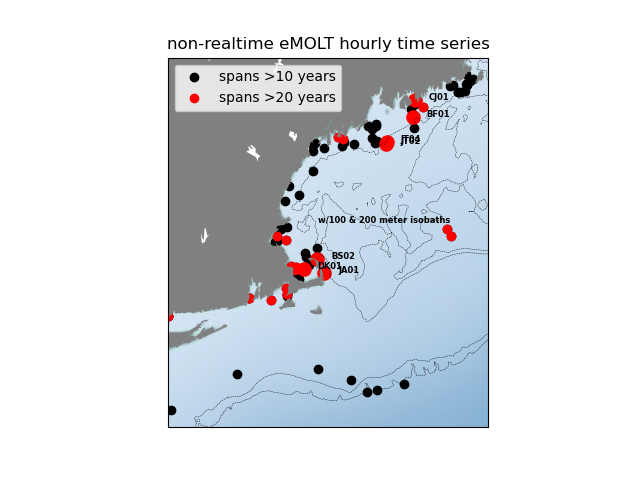 non-realtime eMOLT hourly time series
spans >10 years
spans >20 years
CJ01
BF01
JT02
w/100 & 200 meter isobaths
BS02
DK01
JA01